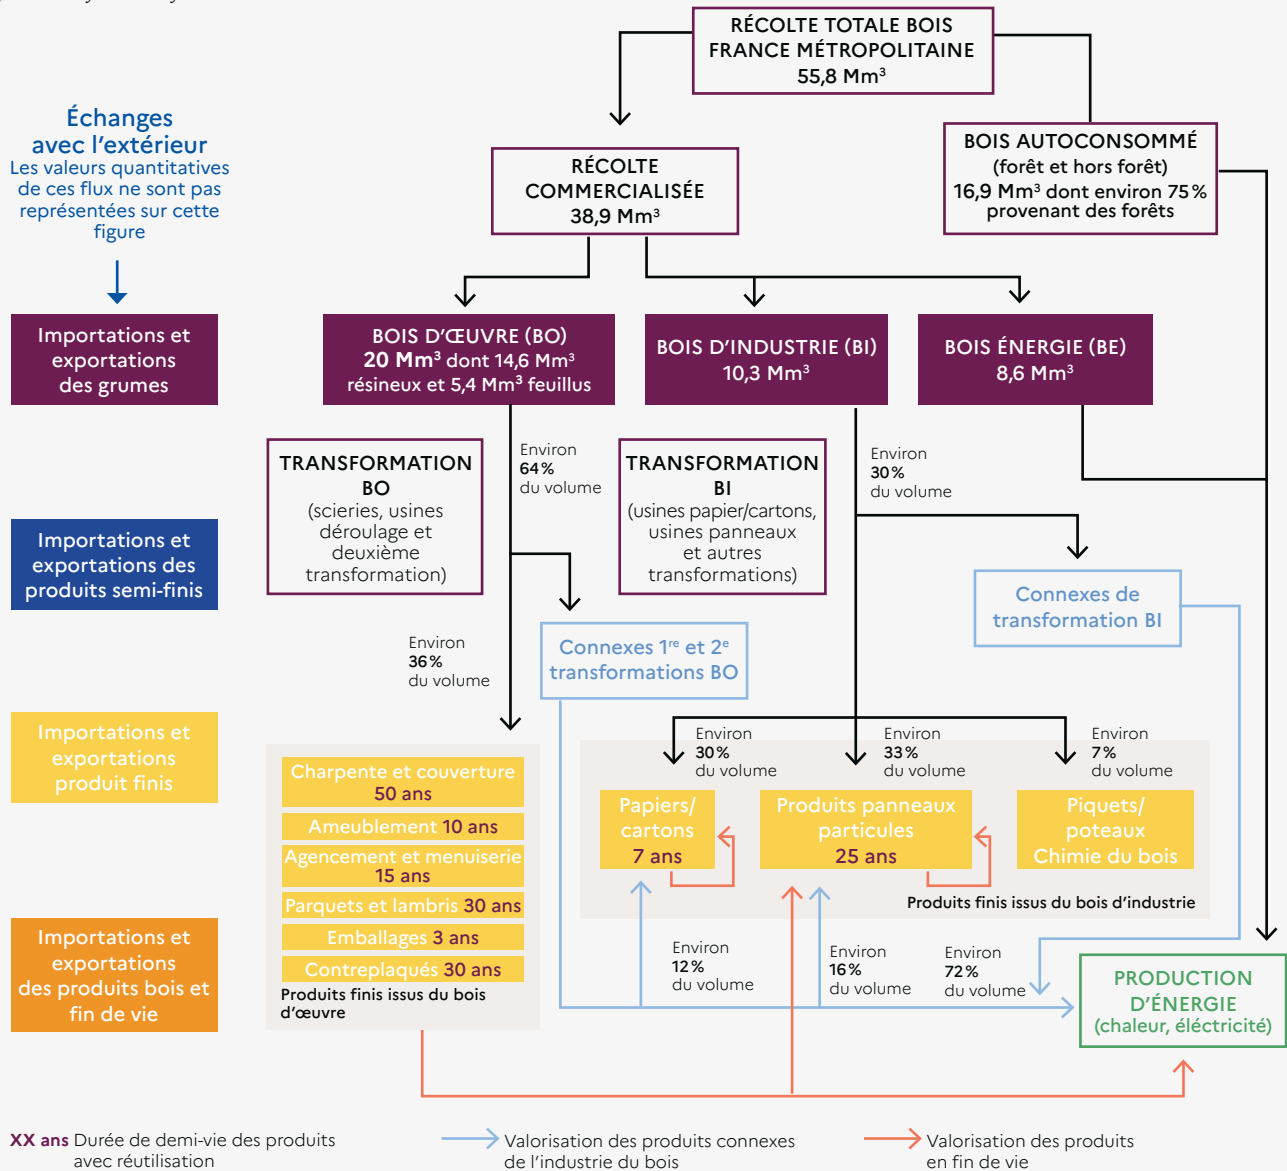 RÉCOLTE TOTALE BOIS
FRANCE MÉTROPOLITAINE
55,8 Mm³
Échanges
avec l'extérieur
Les valeurs quantitatives
de ces flux ne sont pas
représentées sur cette
figure
RÉCOLTE
COMMERCIALISÉE
38,9 Mm³
BOIS AUTOCONSOMMÉ
(forêt et hors forêt)
16,9 Mm³ dont environ 75 %
provenant des forêts
Importations et
exportations
des grumes
BOIS D'ŒUVRE (BO)
20 Mm³ dont 14,6 Mm³
résineux et 5,4 Mm³ feuillus
BOIS D'INDUSTRIE (BI)
10,3 Mm³
BOIS ÉNERGIE (BE)
8,6 Mm³
TRANSFORMATION
BO
(scieries, usines
déroulage et
deuxième
transformation)
Environ
64 %
du volume
TRANSFORMATION
BI
(usines papier/cartons,
usines panneaux
et autres
transformations)
Environ
30 %
du volume
Importations et
exportations des
produits semi-finis
Connexes de
transformation BI
Environ
36 %
du volume
Connexes 1re et 2e
transformations BO
Importations et
exportations
produit finis
Environ
30 %
du volume
Environ
33 %
du volume
Environ
7 %
du volume
Charpente et couverture
50 ans
Ameublement 10 ans
Agencement et menuiserie
15 ans
Parquets et lambris 30 ans
Emballages 3 ans
Contreplaqués 30 ans
Produits finis issus du bois
d'œuvre
Papiers/
cartons
7 ans
Produits panneaux
particules
25 ans
Piquets/
poteaux
Chimie du bois
Produits finis issus du bois d'industrie
Importations et
exportations
des produits bois et
fin de vie
Environ
12 %
du volume
Environ
16 %
du volume
Environ
72 %
du volume
PRODUCTION
D'ÉNERGIE
(chaleur, éléctricité)
XX ans Durée de demi-vie des produits
avec réutilisation
Valorisation des produits connexes
de l'industrie du bois
Valorisation des produits
en fin de vie